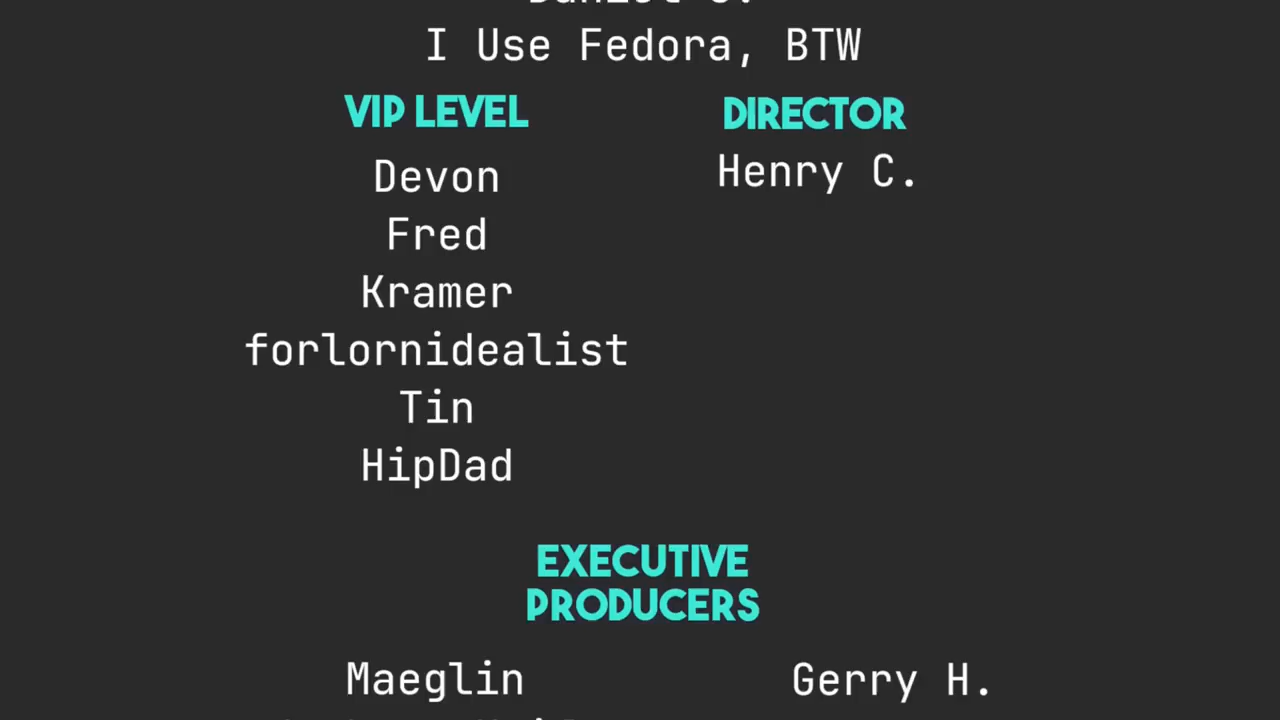 I Use Fedora, BTW
VIP LEVEL
Devon
Fred
Kramer
forlornidealist
Tin
HipDad
DIRECTOR
Henry C.
EXECUTIVE
PRODUCERS
Maeglin
Gerry H.